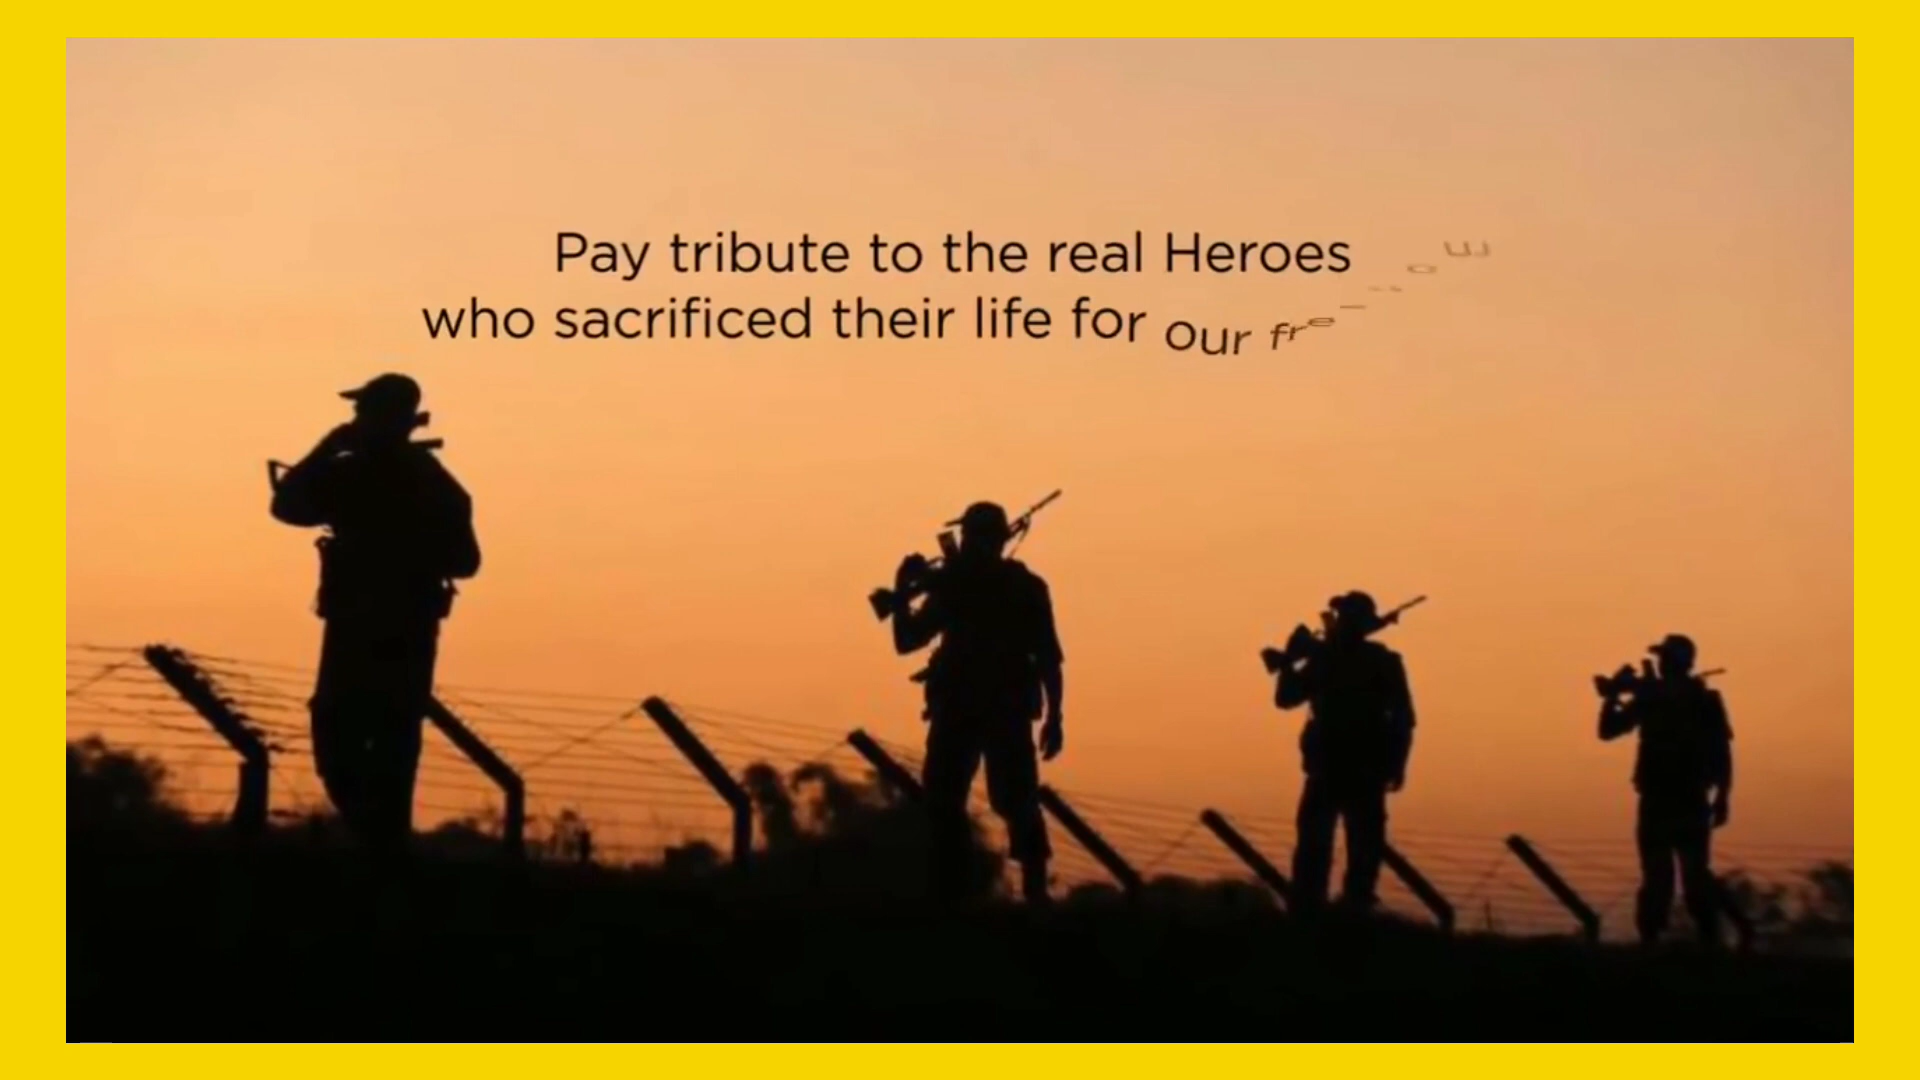 Pay tribute to the real Heroes
who sacrificed their life for our